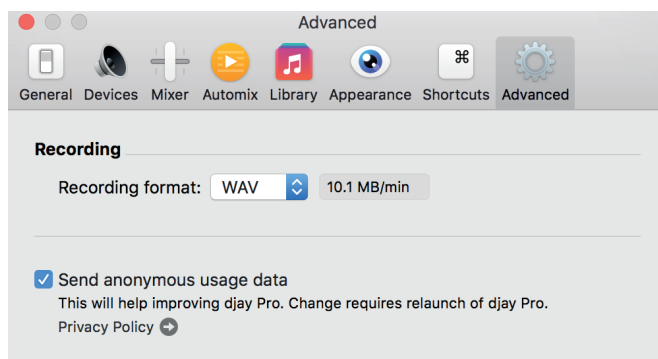 Advanced
General Devices Mixer Automix Library Appearance Shortcuts Advanced
Recording
Recording format: WAV 10.1 MB/min
Send anonymous usage data
This will help improving djay Pro. Change requires relaunch of djay Pro.
Privacy Policy